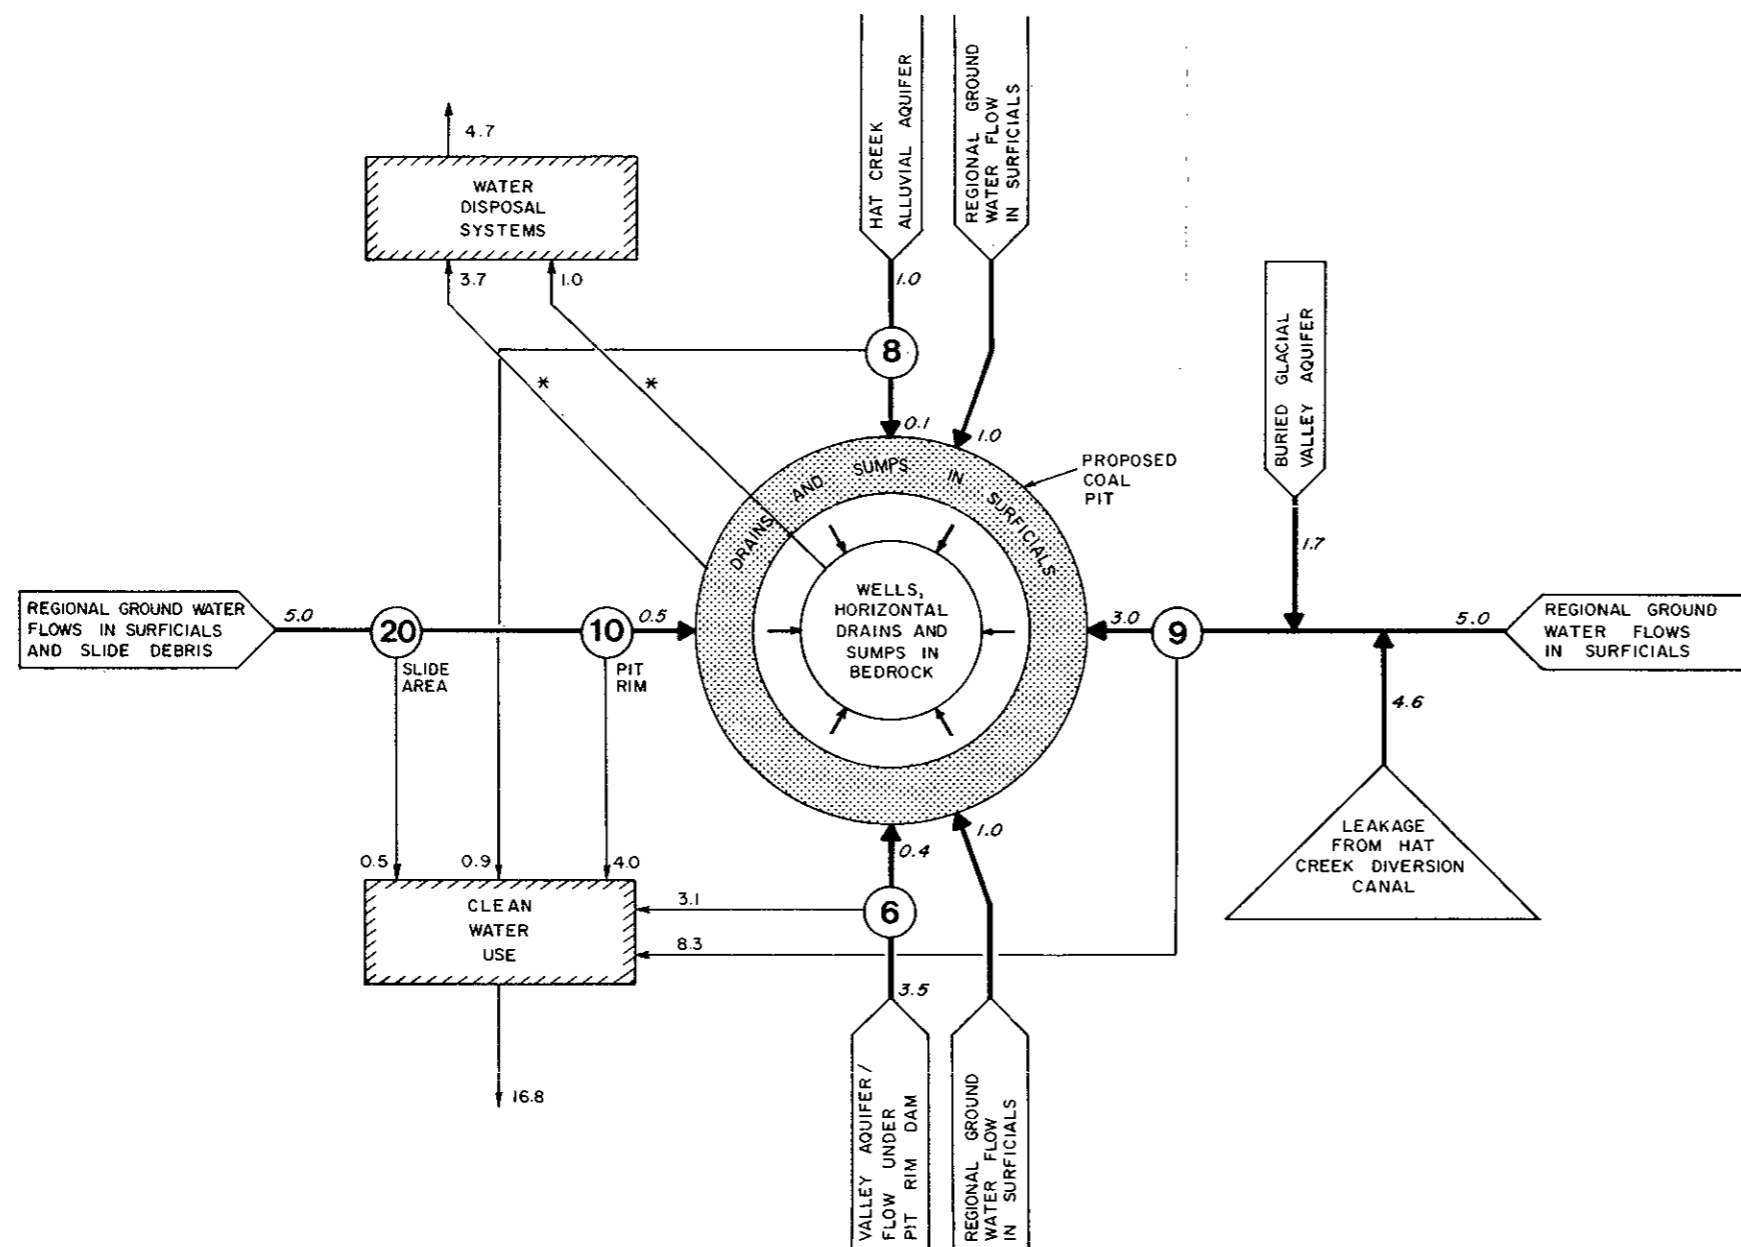 HAT CREEK
ALLUVIAL AQUIFER
REGIONAL GROUND
WATER FLOW
IN SURFICIALS
4.7
WATER
DISPOSAL
SYSTEMS
3.7
1.0
1.0
8
*
*
0.1
1.0
BURIED GLACIAL
VALLEY AQUIFER
1.7
PROPOSED
COAL
PIT
DRAINS AND SUMPS IN SURFICIALS
WELLS,
HORIZONTAL
DRAINS AND
SUMPS IN
BEDROCK
REGIONAL GROUND WATER
FLOWS IN SURFICIALS
AND SLIDE DEBRIS
5.0
20
SLIDE
AREA
10
PIT
RIM
0.5
3.0
9
5.0
REGIONAL GROUND
WATER FLOWS
IN SURFICIALS
4.6
LEAKAGE
FROM HAT
CREEK DIVERSION
CANAL
0.5
0.9
4.0
CLEAN
WATER
USE
3.1
8.3
16.8
0.4
1.0
6
3.5
VALLEY AQUIFER/
FLOW UNDER
PIT RIM DAM
REGIONAL GROUND
WATER FLOW
IN SURFICIALS